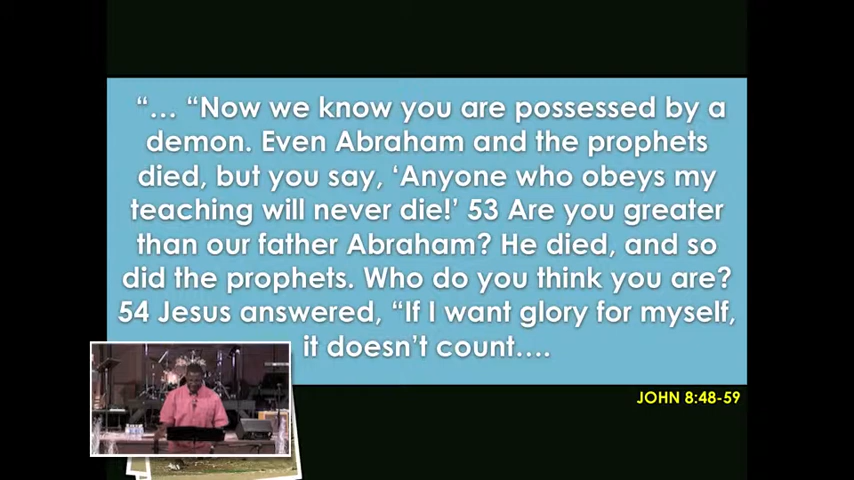 “... “Now we know you are possessed by a
demon. Even Abraham and the prophets
died, but you say, ‘Anyone who obeys my
teaching will never die!’ 53 Are you greater
than our father Abraham? He died, and so
did the prophets. Who do you think you are?
54 Jesus answered, “If I want glory for myself,
it doesn’t count....
JOHN 8:48-59